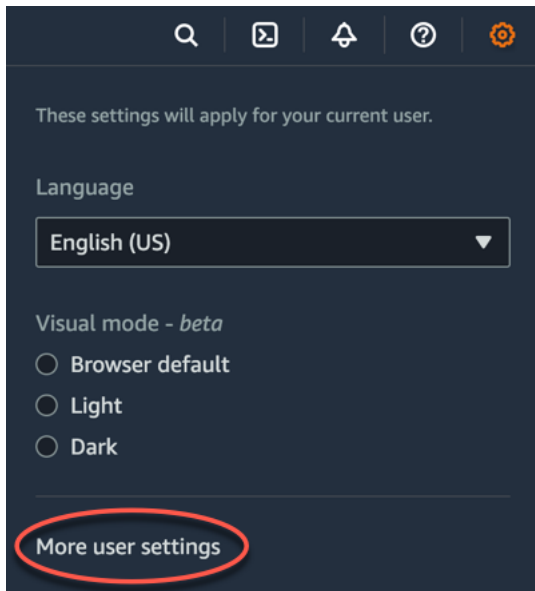 These settings will apply for your current user.
Language
English (US)
Visual mode - beta
Browser default
Light
Dark
More user settings